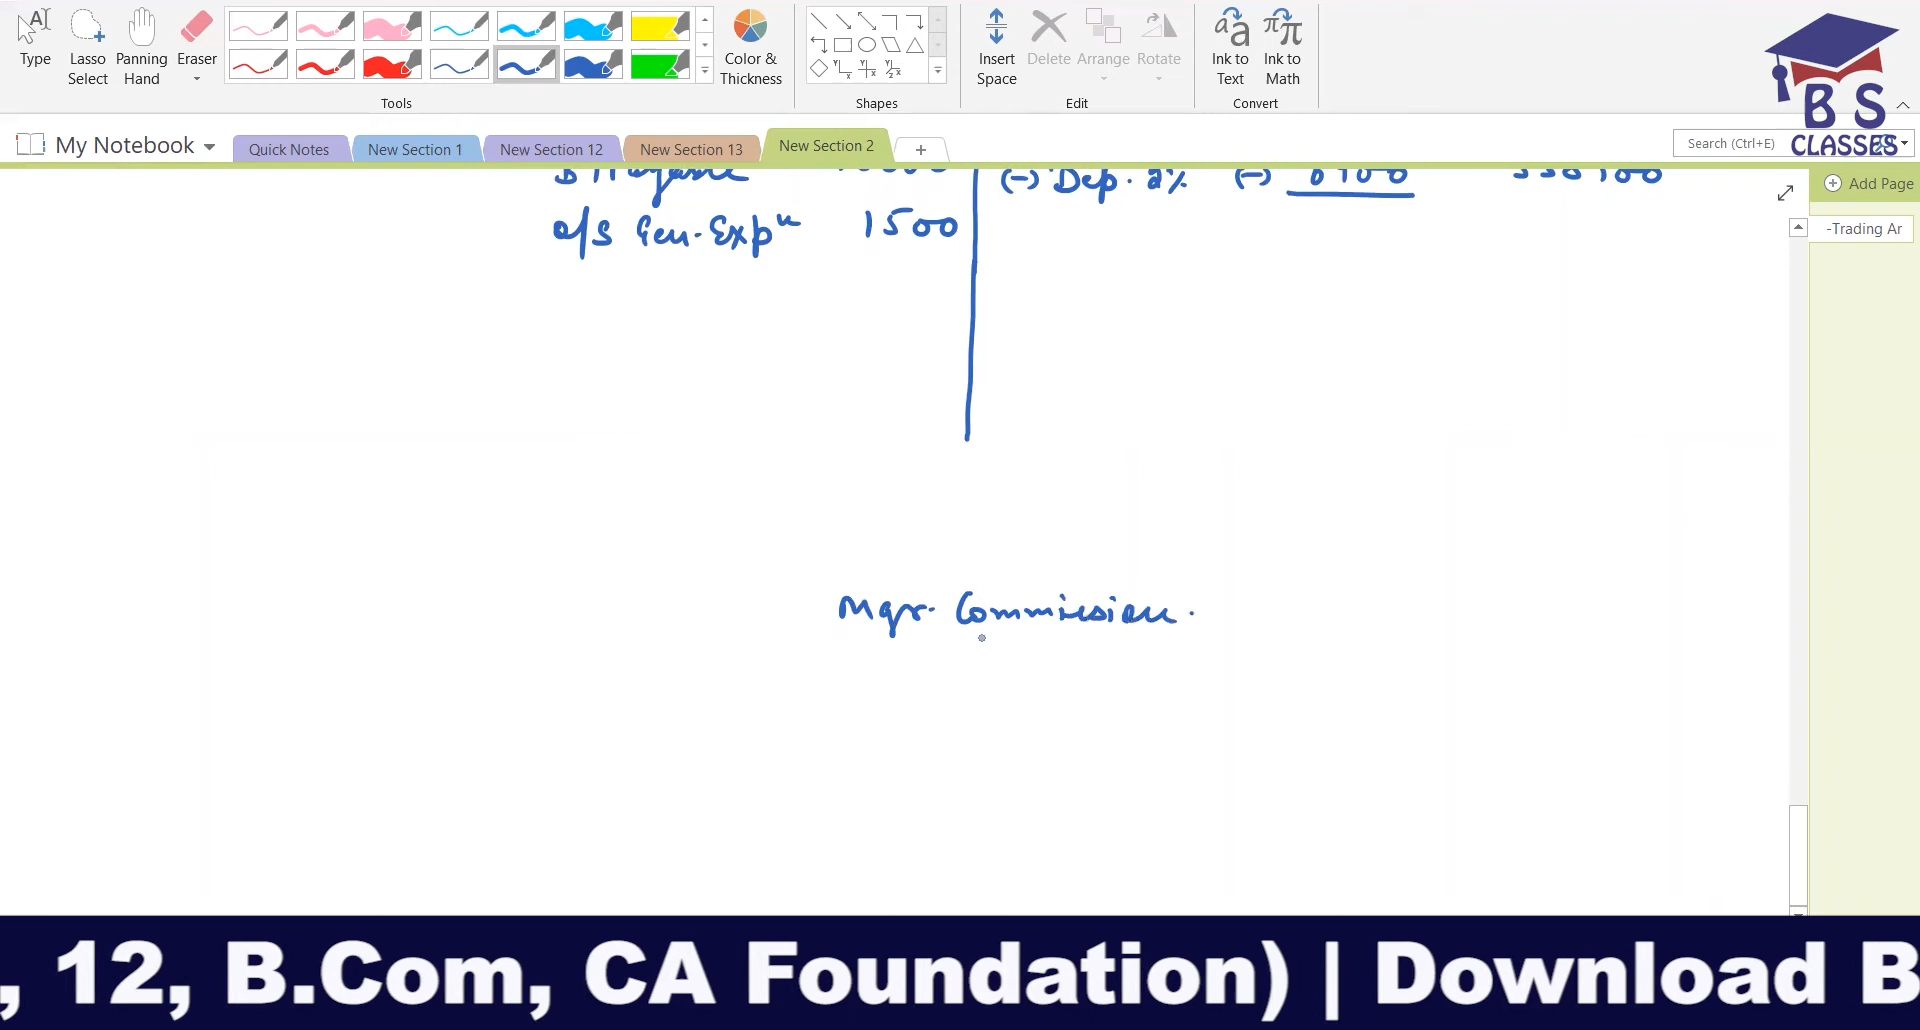 Type
Lasso Select
Panning Hand
Eraser
Color & Thickness
Insert Space
Delete
Arrange
Rotate
Ink to Text
Ink to Math
Tools
Shapes
Edit
Convert
B S
CLASSES
My Notebook
Quick Notes
New Section 1
New Section 12
New Section 13
New Section 2
Search (Ctrl+E)
Add Page
-Trading Ar
(-) Dep. 2% (-)
o/s Gen. Expn 1500
Mgr. Commission.
, 12, B.Com, CA Foundation) | Download B